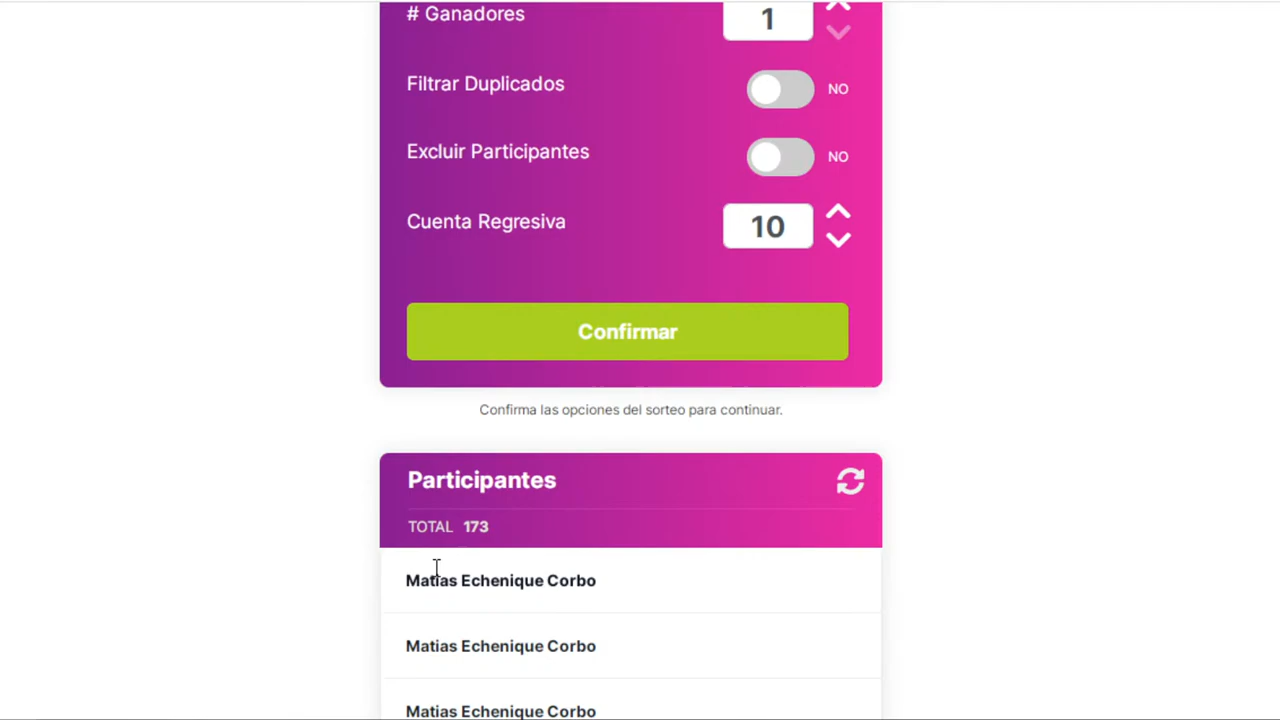 # Ganadores 1
Filtrar Duplicados NO
Excluir Participantes NO
Cuenta Regresiva 10
Confirmar
Confirma las opciones del sorteo para continuar.
Participantes
TOTAL 173
Matias Echenique Corbo
Matias Echenique Corbo
Matias Echenique Corbo